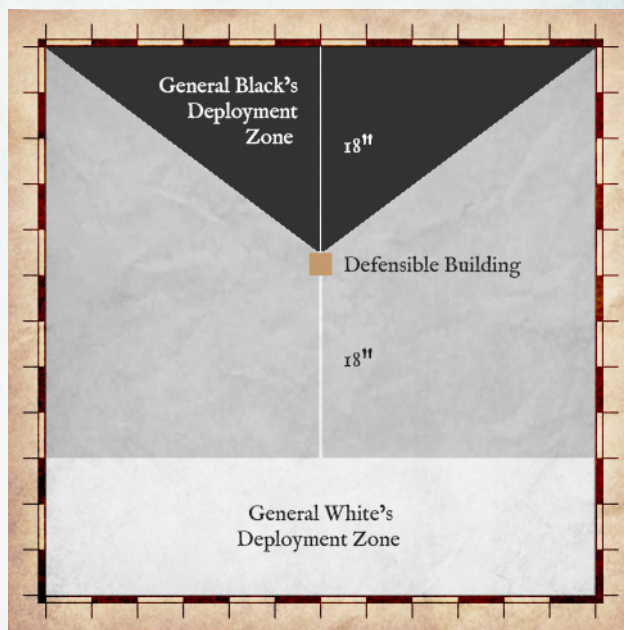 General Black's
Deployment
Zone
18"
Defensible Building
18"
General White's
Deployment Zone